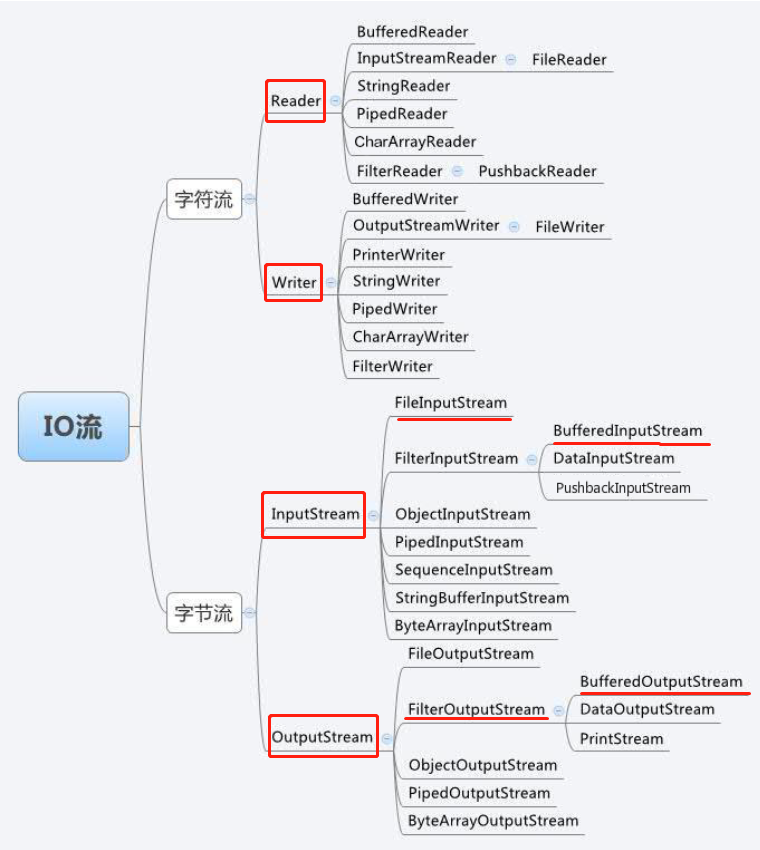 IO流
字符流
Reader
BufferedReader
InputStreamReader FileReader
StringReader
PipedReader
CharArrayReader
FilterReader PushbackReader
Writer
BufferedWriter
OutputStreamWriter FileWriter
PrinterWriter
StringWriter
PipedWriter
CharArrayWriter
FilterWriter
字节流
InputStream
FileInputStream
FilterInputStream
BufferedInputStream
DataInputStream
PushbackInputStream
ObjectInputStream
PipedInputStream
SequenceInputStream
StringBufferInputStream
ByteArrayInputStream
OutputStream
FileOutputStream
FilterOutputStream
BufferedOutputStream
DataOutputStream
PrintStream
ObjectOutputStream
PipedOutputStream
ByteArrayOutputStream